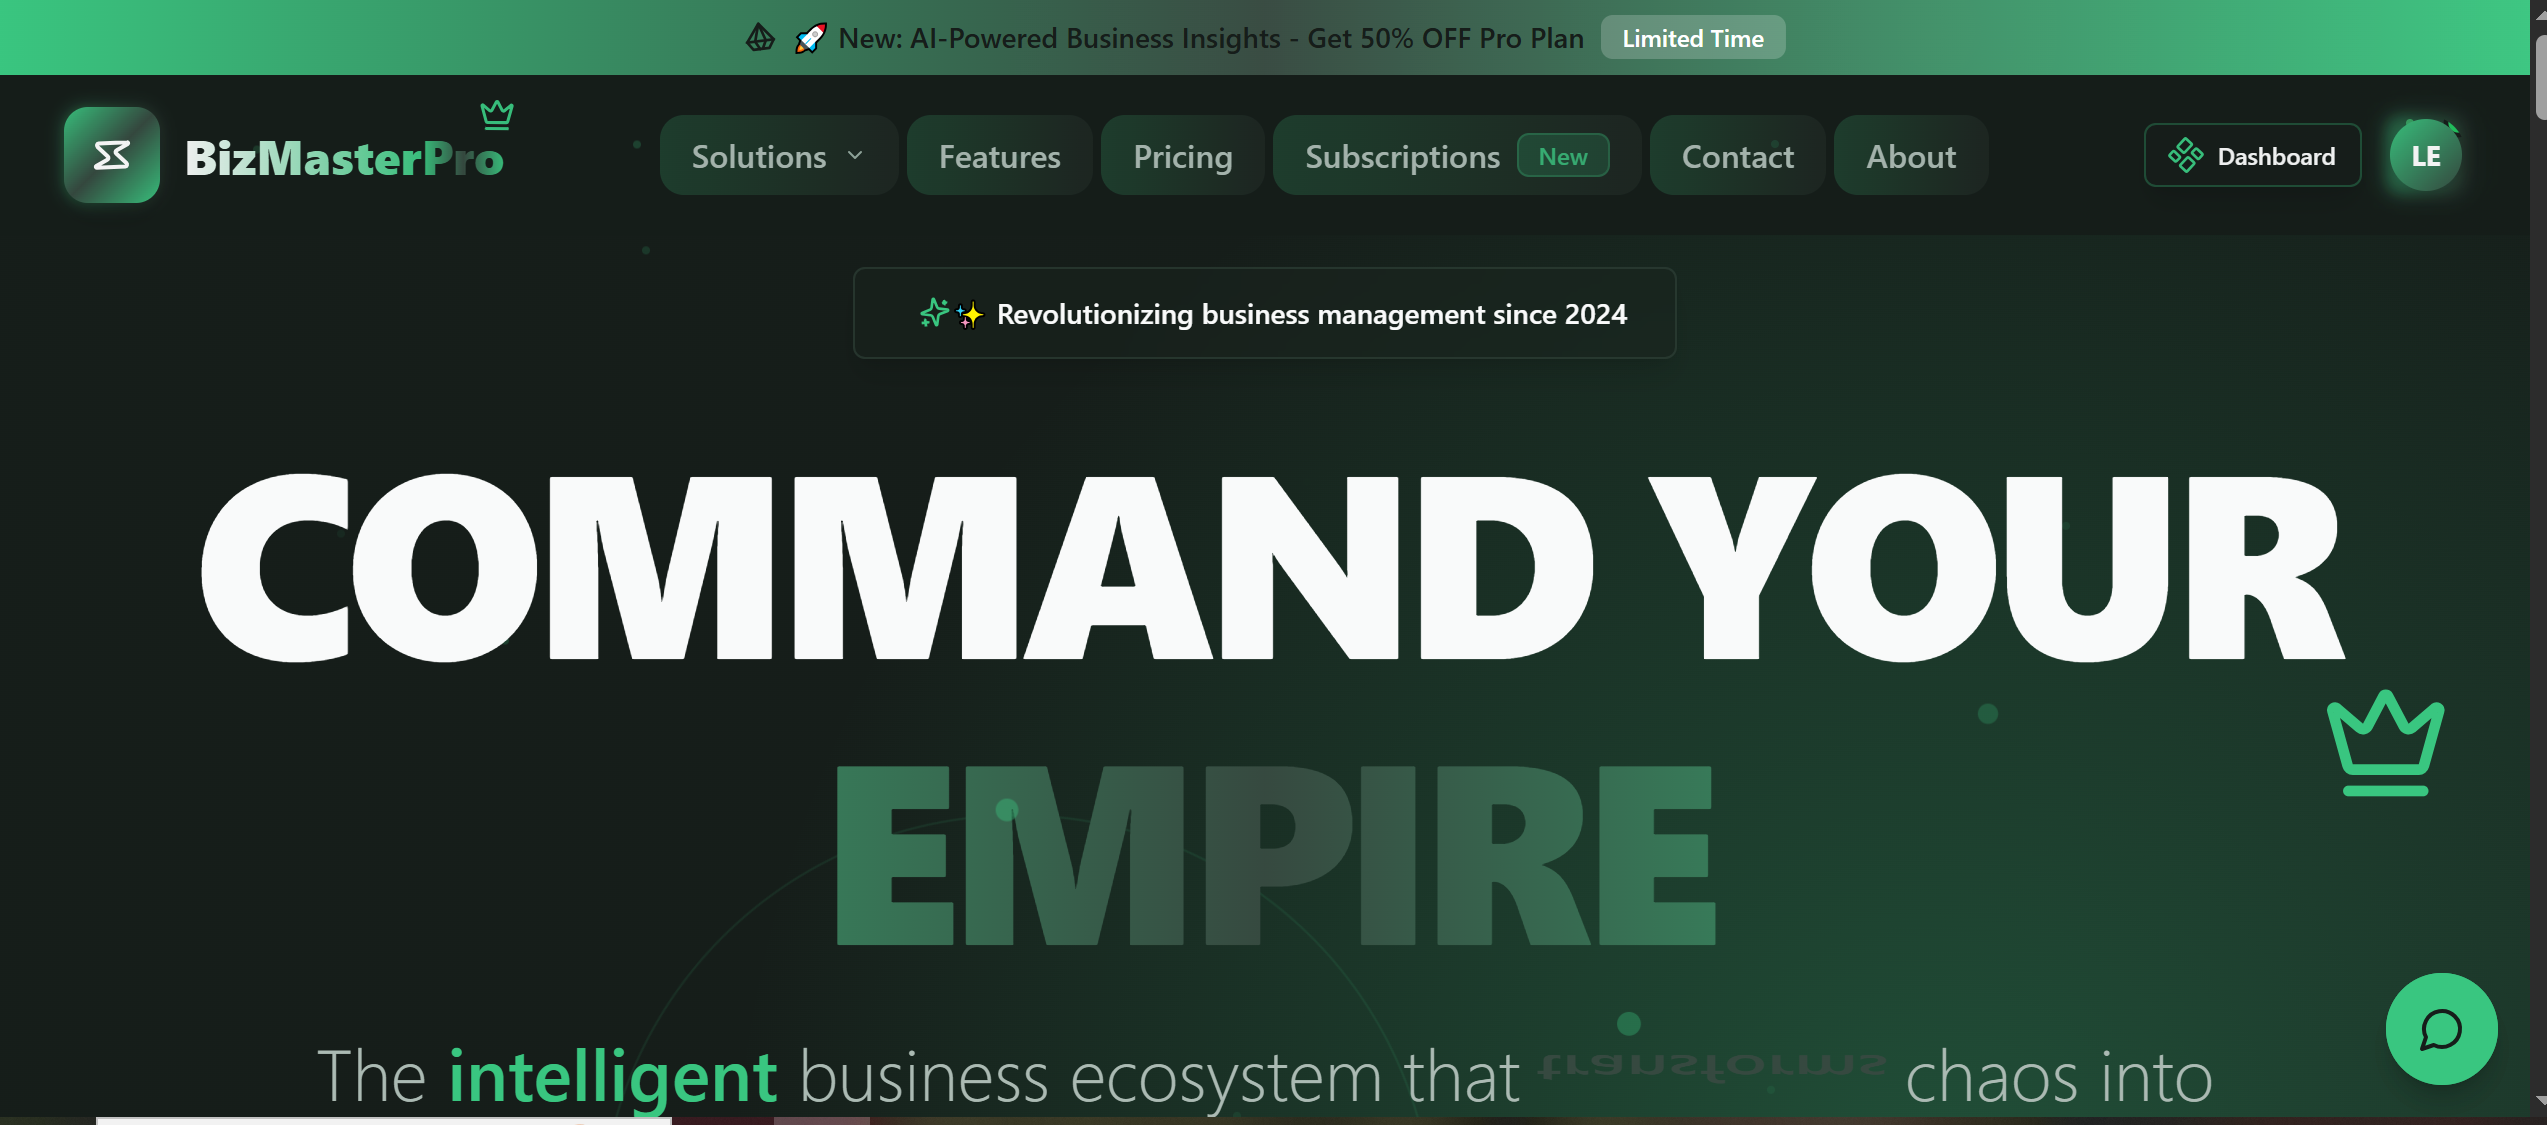 🚀 New: AI-Powered Business Insights - Get 50% OFF Pro Plan Limited Time
BizMasterPro Solutions Features Pricing Subscriptions New Contact About Dashboard LE
✨ Revolutionizing business management since 2024
COMMAND YOUR
EMPIRE
The intelligent business ecosystem that transforms chaos into